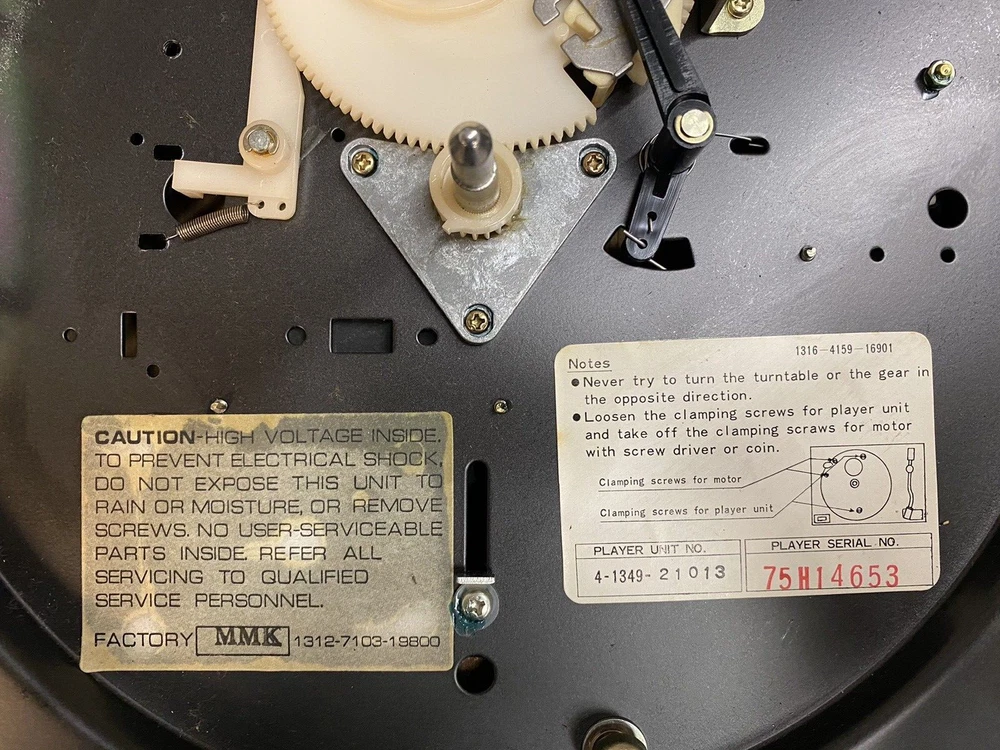 CAUTION-HIGH VOLTAGE INSIDE.
TO PREVENT ELECTRICAL SHOCK,
DO NOT EXPOSE THIS UNIT TO
RAIN OR MOISTURE, OR REMOVE
SCREWS. NO USER-SERVICEABLE
PARTS INSIDE. REFER ALL
SERVICING TO QUALIFIED
SERVICE PERSONNEL.
FACTORY MMK 1312-7103-19800
1316-4159-16901
Notes
●Never try to turn the turntable or the gear in
the opposite direction.
●Loosen the clamping screws for player unit
and take off the clamping scraws for motor
with screw driver or coin.
Clamping screws for motor
Clamping screws for player unit
PLAYER UNIT NO.
4-1349-21013
PLAYER SERIAL NO.
75H14653